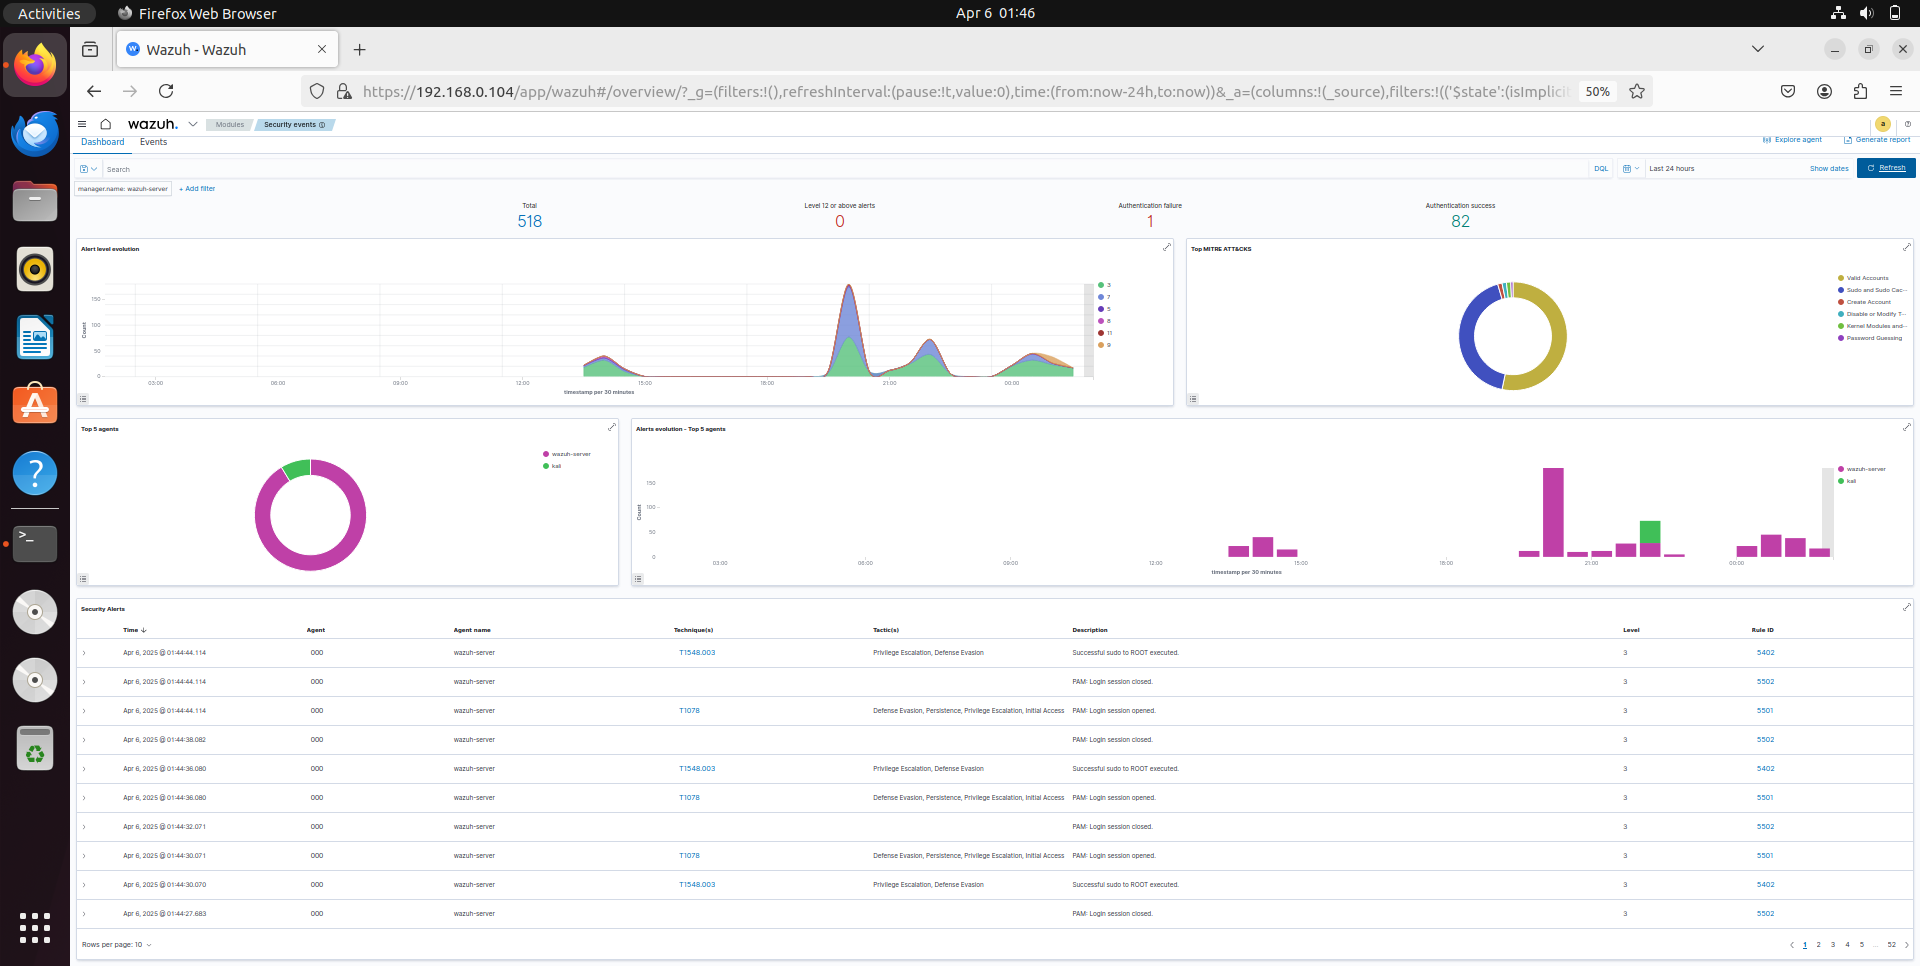 Activities Firefox Web Browser Apr 6 01:46
Wazuh - Wazuh
https://192.168.0.104/app/wazuh#/overview/?_g=(filters:!(),refreshInterval:(pause:!t,value:0),time:(from:now-24h,to:now))&_a=(columns:!(_source),filters:!(('$state':(isImplicit 50%
wazuh. Modules Security events a
Dashboard Events Explore agent Generate report
Search DQL Last 24 hours Show dates Refresh
manager.name: wazuh-server + Add filter
Total Level 12 or above alerts Authentication failure Authentication success
518 0 1 82
Alert level evolution
Count
150
100
50
0
03:00 06:00 09:00 12:00 15:00 18:00 21:00 00:00
timestamp per 30 minutes
3
7
5
8
11
9
Top MITRE ATT&CKS
Valid Accounts
Sudo and Sudo Cac...
Create Account
Disable or Modify T...
Kernel Modules and...
Password Guessing
Top 5 agents
wazuh-server
kali
Alerts evolution - Top 5 agents
Count
150
100
50
0
03:00 06:00 09:00 12:00 15:00 18:00 21:00 00:00
timestamp per 30 minutes
wazuh-server
kali
Security Alerts
Time Agent Agent name Technique(s) Tactic(s) Description Level Rule ID
Apr 6, 2025 @ 01:44:44.114 000 wazuh-server T1548.003 Privilege Escalation, Defense Evasion Successful sudo to ROOT executed. 3 5402
Apr 6, 2025 @ 01:44:44.114 000 wazuh-server PAM: Login session closed. 3 5502
Apr 6, 2025 @ 01:44:44.114 000 wazuh-server T1078 Defense Evasion, Persistence, Privilege Escalation, Initial Access PAM: Login session opened. 3 5501
Apr 6, 2025 @ 01:44:38.082 000 wazuh-server PAM: Login session closed. 3 5502
Apr 6, 2025 @ 01:44:36.080 000 wazuh-server T1548.003 Privilege Escalation, Defense Evasion Successful sudo to ROOT executed. 3 5402
Apr 6, 2025 @ 01:44:36.080 000 wazuh-server T1078 Defense Evasion, Persistence, Privilege Escalation, Initial Access PAM: Login session opened. 3 5501
Apr 6, 2025 @ 01:44:32.071 000 wazuh-server PAM: Login session closed. 3 5502
Apr 6, 2025 @ 01:44:30.071 000 wazuh-server T1078 Defense Evasion, Persistence, Privilege Escalation, Initial Access PAM: Login session opened. 3 5501
Apr 6, 2025 @ 01:44:30.070 000 wazuh-server T1548.003 Privilege Escalation, Defense Evasion Successful sudo to ROOT executed. 3 5402
Apr 6, 2025 @ 01:44:27.683 000 wazuh-server PAM: Login session closed. 3 5502
Rows per page: 10 1 2 3 4 5 ... 52